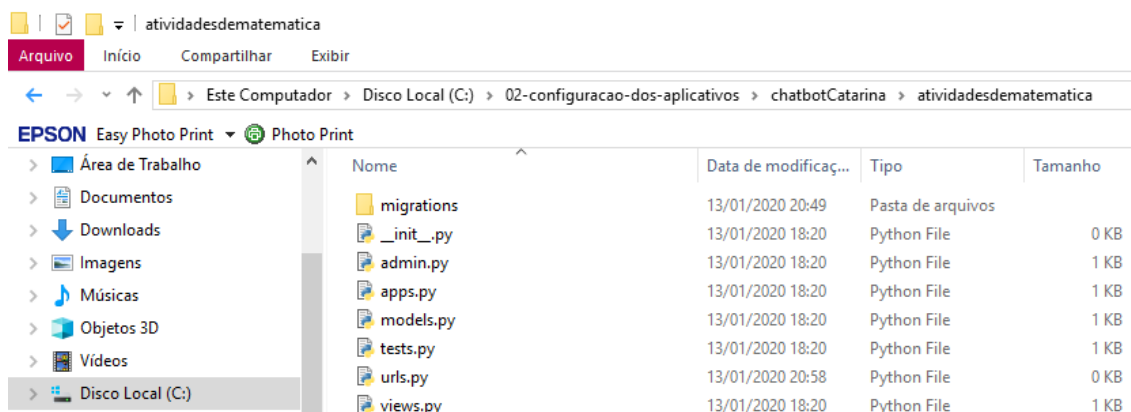 atividadesdematematica
Arquivo Início Compartilhar Exibir
Este Computador > Disco Local (C:) > 02-configuracao-dos-aplicativos > chatbotCatarina > atividadesdematematica
EPSON Easy Photo Print Photo Print
Área de Trabalho
Documentos
Downloads
Imagens
Músicas
Objetos 3D
Vídeos
Disco Local (C:)
Nome Data de modificaç... Tipo Tamanho
migrations 13/01/2020 20:49 Pasta de arquivos
__init__.py 13/01/2020 18:20 Python File 0 KB
admin.py 13/01/2020 18:20 Python File 1 KB
apps.py 13/01/2020 18:20 Python File 1 KB
models.py 13/01/2020 18:20 Python File 1 KB
tests.py 13/01/2020 18:20 Python File 1 KB
urls.py 13/01/2020 20:58 Python File 0 KB
views.py 13/01/2020 18:20 Python File 1 KB